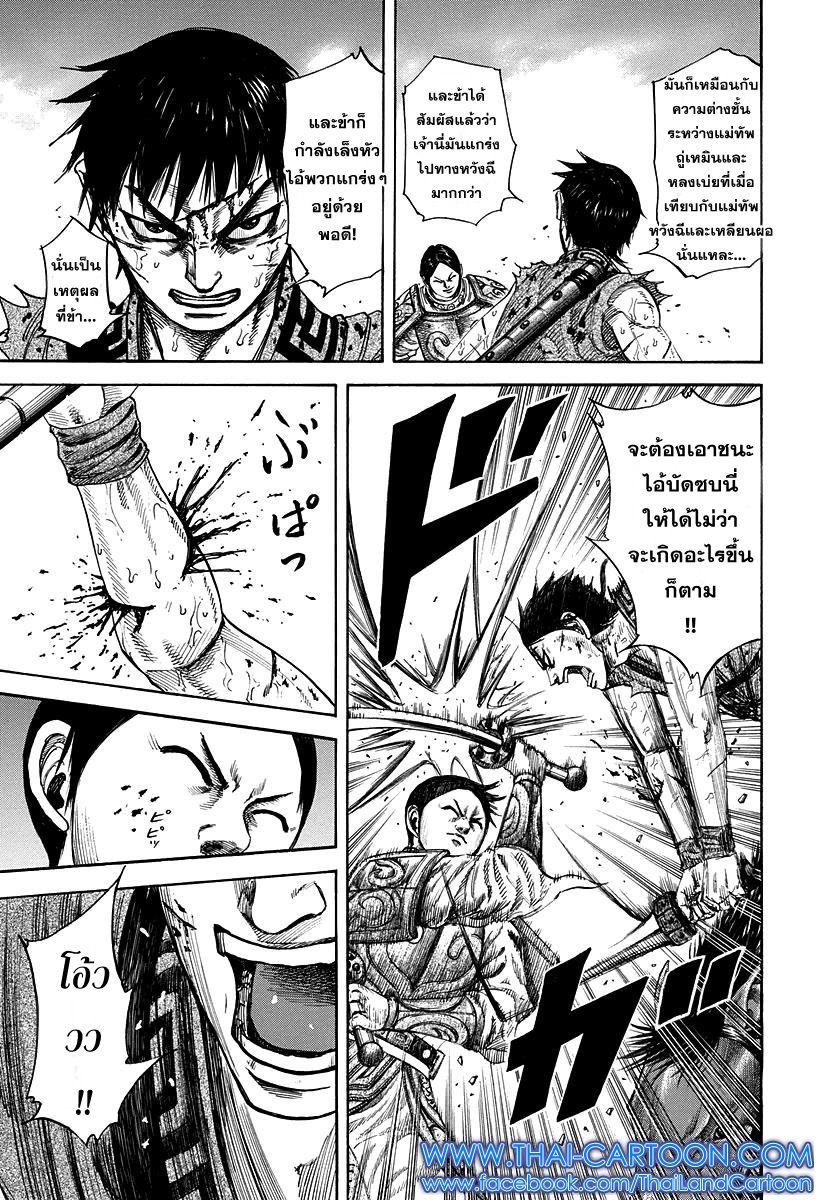 มันก็เหมือนกับ
ความต่างชั้น
ระหว่างแม่ทัพ
ถู่เหมินและ
หลงเบ่ยที่เมื่อ
เทียบกับแม่ทัพ
หวังฉีและเหลียนผอ
นั่นแหละ...
และข้าได้
สัมผัสแล้วว่า
เจ้านี่มันแกร่ง
ไปทางหวังฉี
มากกว่า
และข้าก็
กำลังเล็งหัว
ไอ้พวกแกร่งๆ
อยู่ด้วย
พอดี!
นั่นเป็น
เหตุผล
ที่ข้า...
จะต้องเอาชนะ
ไอ้บัดซบนี่
ให้ได้ไม่ว่า
จะเกิดอะไรขึ้น
ก็ตาม
!!
ドガ
ぶぱっ
ピピッ
โอ้ว
วว
!!
WWW.THAI-CARTOON.COM
www.facebook.com/ThaiLandCartoon